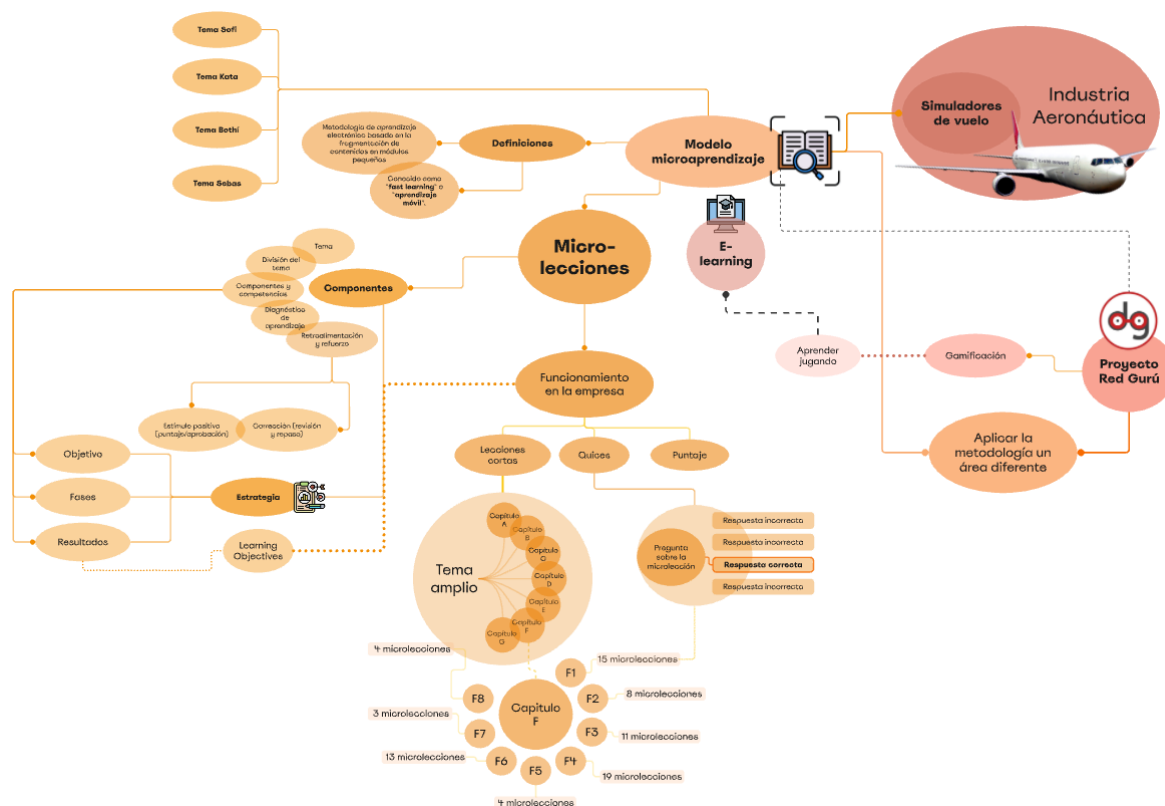 Tema Sofi
Tema Kata
Tema Bothi
Tema Sebas
Metodología de aprendizaje
electrónico basado en la
fragmentación de
contenidos en módulos
pequeños
Definiciones
Conocido como
"fast learning" o
"aprendizaje
móvil".
Modelo
microaprendizaje
Simuladores
de vuelo
Industria
Aeronáutica
E-
learning
Micro-
lecciones
Componentes
Tema
División del
tema
Componentes y
competencias
Diagnóstico de
aprendizaje
Retroalimentación
y refuerzo
Estímulo positivo
(puntaje/aprobación)
Corrección (revisión
y repaso)
Objetivo
Fases
Resultados
Estrategia
Learning
Objectives
Funcionamiento
en la empresa
Aprender
jugando
Gamificación
dg
Proyecto
Red Gurú
Aplicar la
metodología un
área diferente
Lecciones
cortas
Quices
Puntaje
Tema
amplio
Capítulo
A
Capítulo
B
Capítulo
C
Capítulo
D
Capítulo
E
Capítulo
F
Capítulo
G
Pregunta
sobre la
microlección
Respuesta incorrecta
Respuesta incorrecta
Respuesta correcta
Respuesta incorrecta
Capitulo
F
F1
15 microlecciones
F2
8 microlecciones
F3
11 microlecciones
F4
19 microlecciones
F5
4 microlecciones
F6
13 microlecciones
F7
3 microlecciones
F8
4 microlecciones